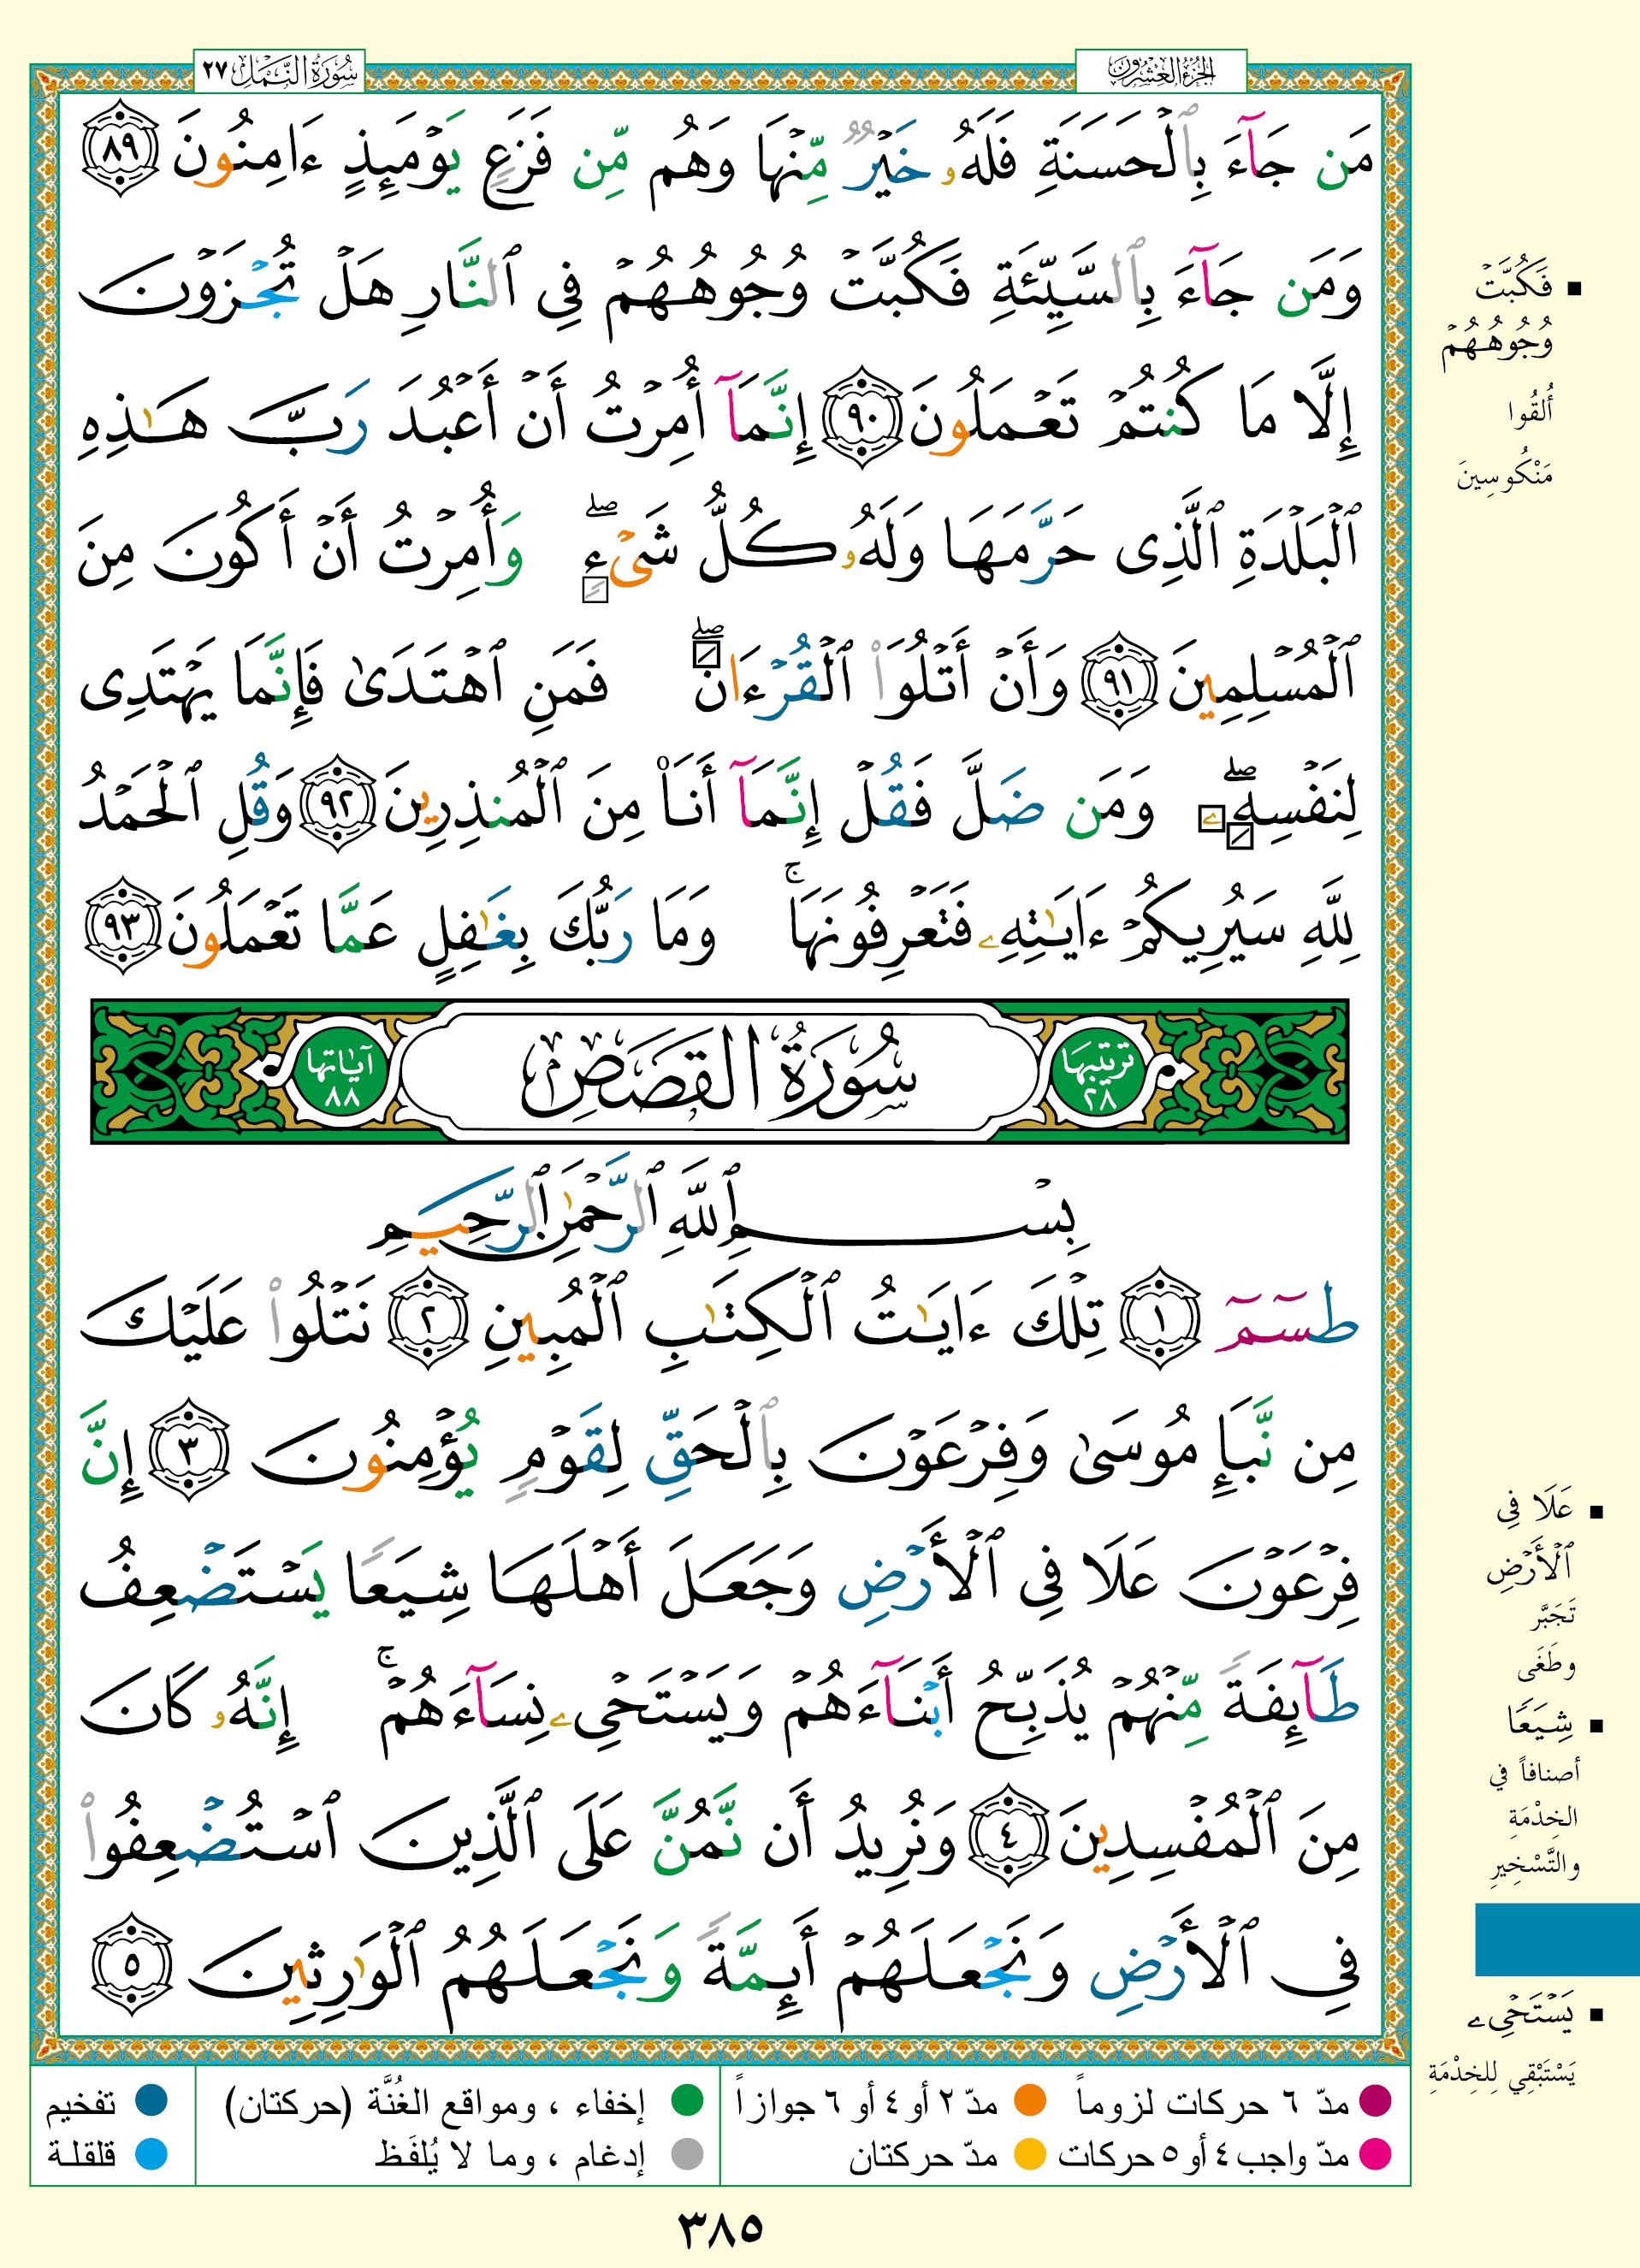 الجزء العشرون
سورة النمل ٢٧
مَن جَآءَ بِٱلْحَسَنَةِ فَلَهُۥ خَيْرٌ مِّنْهَا وَهُم مِّن فَزَعٍ يَوْمَئِذٍ ءَامِنُونَ ٨٩
وَمَن جَآءَ بِٱلسَّيِّئَةِ فَكُبَّتْ وُجُوهُهُمْ فِى ٱلنَّارِ هَلْ تُجْزَوْنَ
إِلَّا مَا كُنتُمْ تَعْمَلُونَ ٩٠ إِنَّمَآ أُمِرْتُ أَنْ أَعْبُدَ رَبَّ هَٰذِهِ
ٱلْبَلْدَةِ ٱلَّذِى حَرَّمَهَا وَلَهُۥ كُلُّ شَىْءٍ ۖ وَأُمِرْتُ أَنْ أَكُونَ مِنَ
ٱلْمُسْلِمِينَ ٩١ وَأَنْ أَتْلُوَا۟ ٱلْقُرْءَانَ ۖ فَمَنِ ٱهْتَدَىٰ فَإِنَّمَا يَهْتَدِى
لِنَفْسِهِۦ ۖ وَمَن ضَلَّ فَقُلْ إِنَّمَآ أَنَا۠ مِنَ ٱلْمُنذِرِينَ ٩٢ وَقُلِ ٱلْحَمْدُ
لِلَّهِ سَيُرِيكُمْ ءَايَٰتِهِۦ فَتَعْرِفُونَهَا ۚ وَمَا رَبُّكَ بِغَٰفِلٍ عَمَّا تَعْمَلُونَ ٩٣
ترتيبها ٢٨
سُورَةُ القَصَصِ
آياتها ٨٨
بِسْمِ ٱللَّهِ ٱلرَّحْمَٰنِ ٱلرَّحِيمِ
طسٓمٓ ١ تِلْكَ ءَايَٰتُ ٱلْكِتَٰبِ ٱلْمُبِينِ ٢ نَتْلُوا۟ عَلَيْكَ
مِن نَّبَإِ مُوسَىٰ وَفِرْعَوْنَ بِٱلْحَقِّ لِقَوْمٍ يُؤْمِنُونَ ٣ إِنَّ
فِرْعَوْنَ عَلَا فِى ٱلْأَرْضِ وَجَعَلَ أَهْلَهَا شِيَعًا يَسْتَضْعِفُ
طَآئِفَةً مِّنْهُمْ يُذَبِّحُ أَبْنَآءَهُمْ وَيَسْتَحْىِۦ نِسَآءَهُمْ ۚ إِنَّهُۥ كَانَ
مِنَ ٱلْمُفْسِدِينَ ٤ وَنُرِيدُ أَن نَّمُنَّ عَلَى ٱلَّذِينَ ٱسْتُضْعِفُوا۟
فِى ٱلْأَرْضِ وَنَجْعَلَهُمْ أَئِمَّةً وَنَجْعَلَهُمُ ٱلْوَٰرِثِينَ ٥
▪ فَكُبَّتْ
وُجُوهُهُمْ
أُلقُوا
مَنْكُوسِينَ
▪ عَلَا فِى
ٱلْأَرْضِ
تَجَبَّر
وطَغَى
▪ شِيَعًا
أصنافاً في
الخِدْمَةِ
والتَّسْخِيرِ
▪ يَسْتَحْىِۦ
يَسْتَبْقِي لِلخِدْمَةِ
مدّ ٦ حركات لزوماً
مدّ ٢ أو ٤ أو ٦ جوازاً
إخفاء ، ومواقع الغُنَّة (حركتان)
تفخيم
مدّ واجب ٤ أو ٥ حركات
مدّ حركتان
إدغام ، وما لا يُلفَظ
قلقلة
٣٨٥